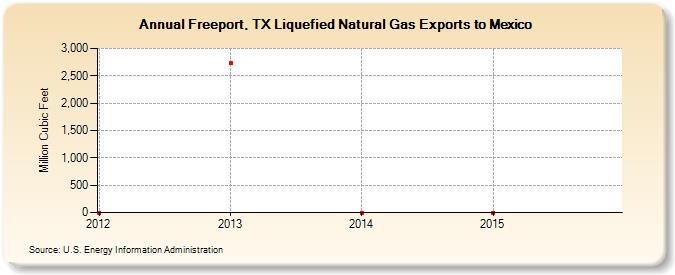 Annual Freeport, TX Liquefied Natural Gas Exports to Mexico
Million Cubic Feet
3,000
2,500
2,000
1,500
1,000
500
0
2012 2013 2014 2015
Source: U.S. Energy Information Administration